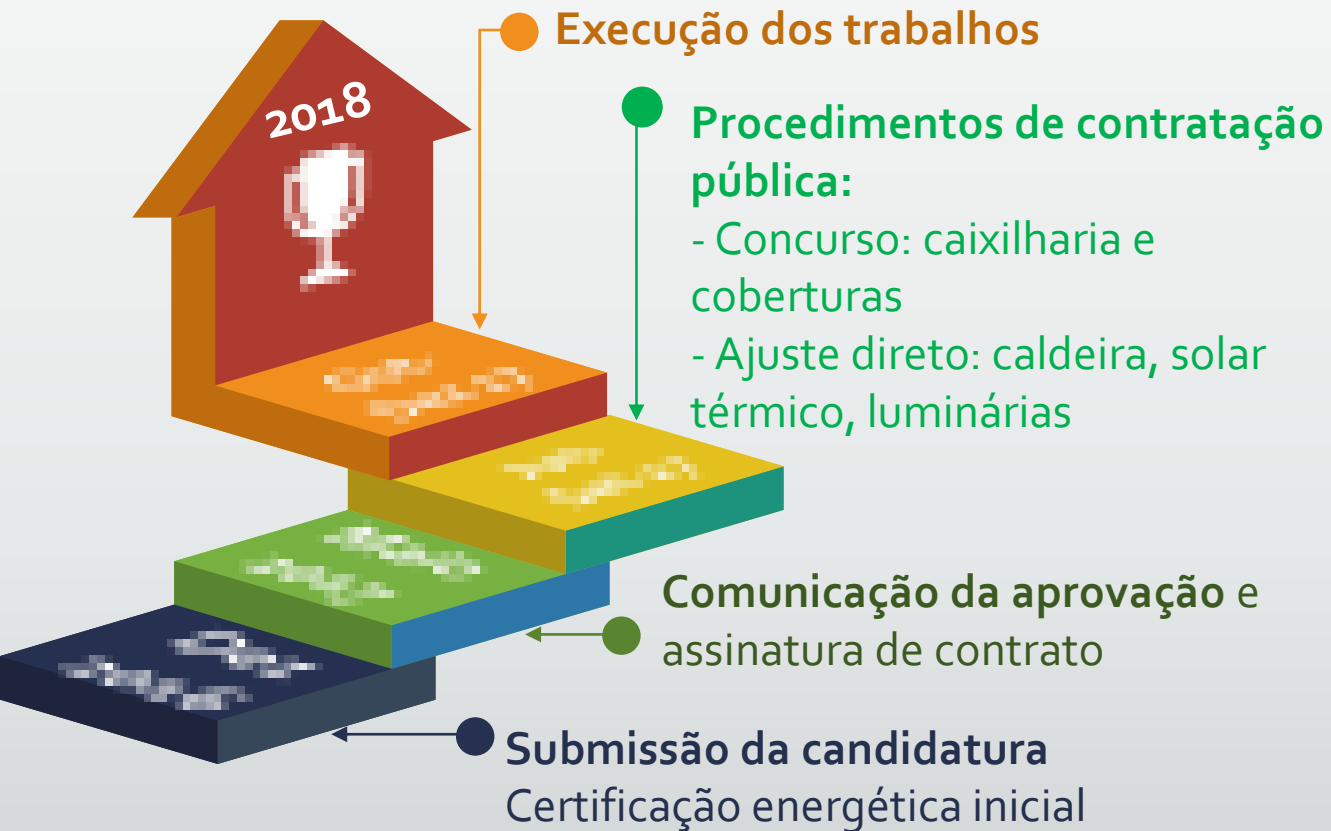 Execução dos trabalhos
2018
Procedimentos de contratação
pública:
- Concurso: caixilharia e
coberturas
- Ajuste direto: caldeira, solar
térmico, luminárias
Comunicação da aprovação e
assinatura de contrato
Submissão da candidatura
Certificação energética inicial